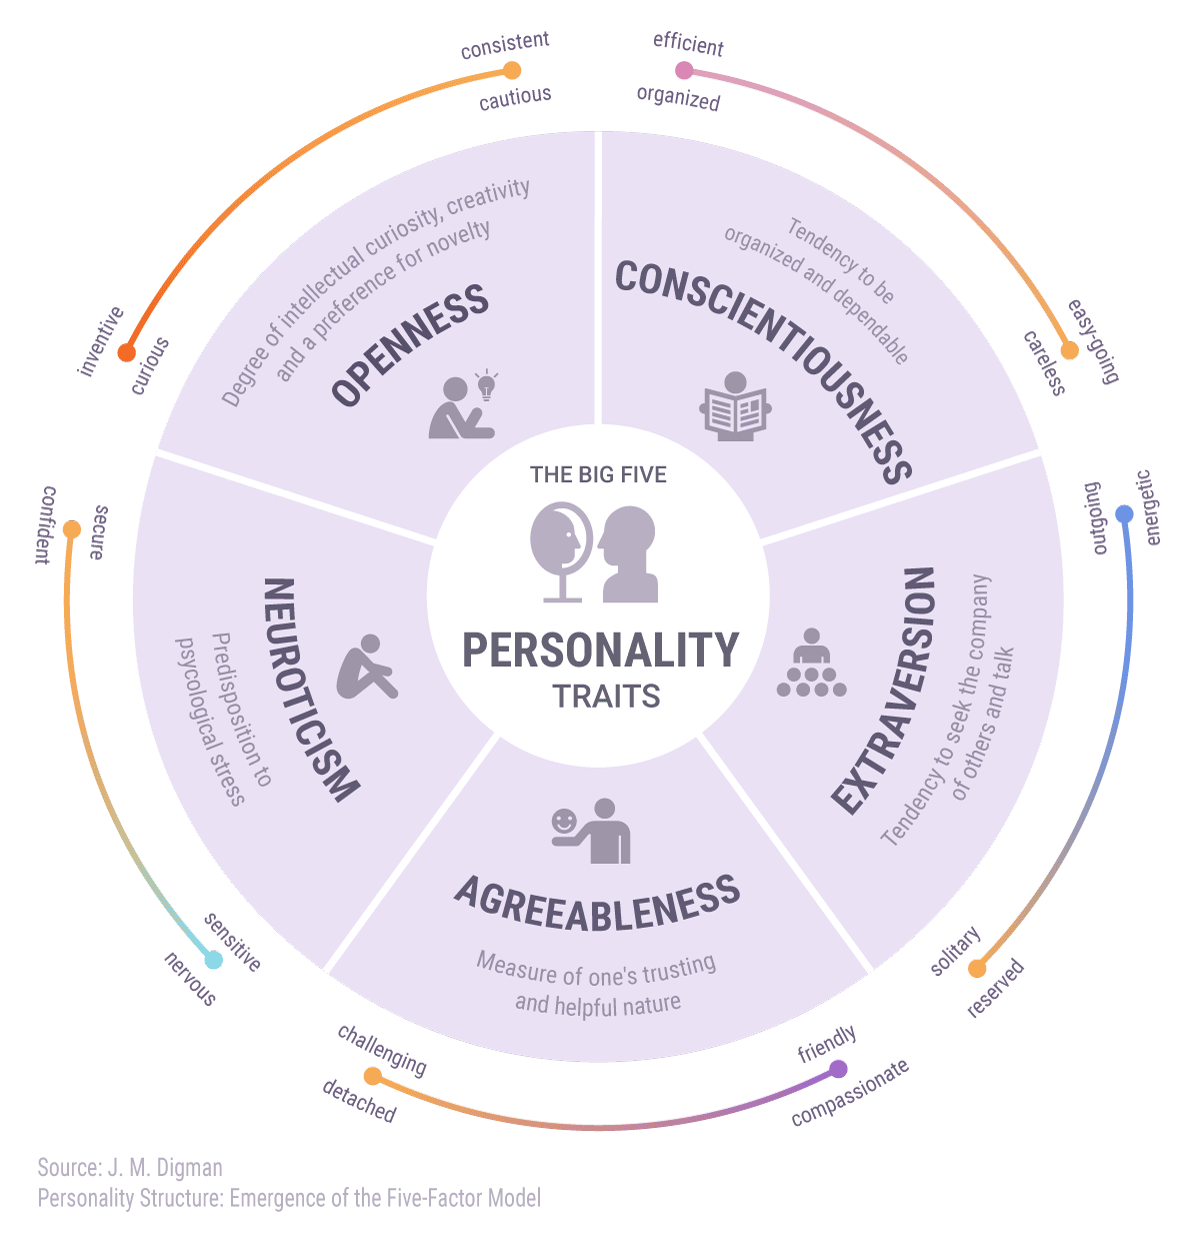 THE BIG FIVE
PERSONALITY
TRAITS
consistent
cautious
inventive
curious
Degree of intellectual curiosity, creativity
and a preference for novelty
OPENNESS
efficient
organized
easy-going
careless
Tendency to be
organized and dependable
CONSCIENTIOUSNESS
energetic
outgoing
solitary
reserved
EXTRAVERSION
Tendency to seek the company
of others and talk
AGREEABLENESS
Measure of one's trusting
and helpful nature
challenging
detached
friendly
compassionate
confident
secure
sensitive
nervous
NEUROTICISM
Predisposition to
psycological stress
Source: J. M. Digman
Personality Structure: Emergence of the Five-Factor Model